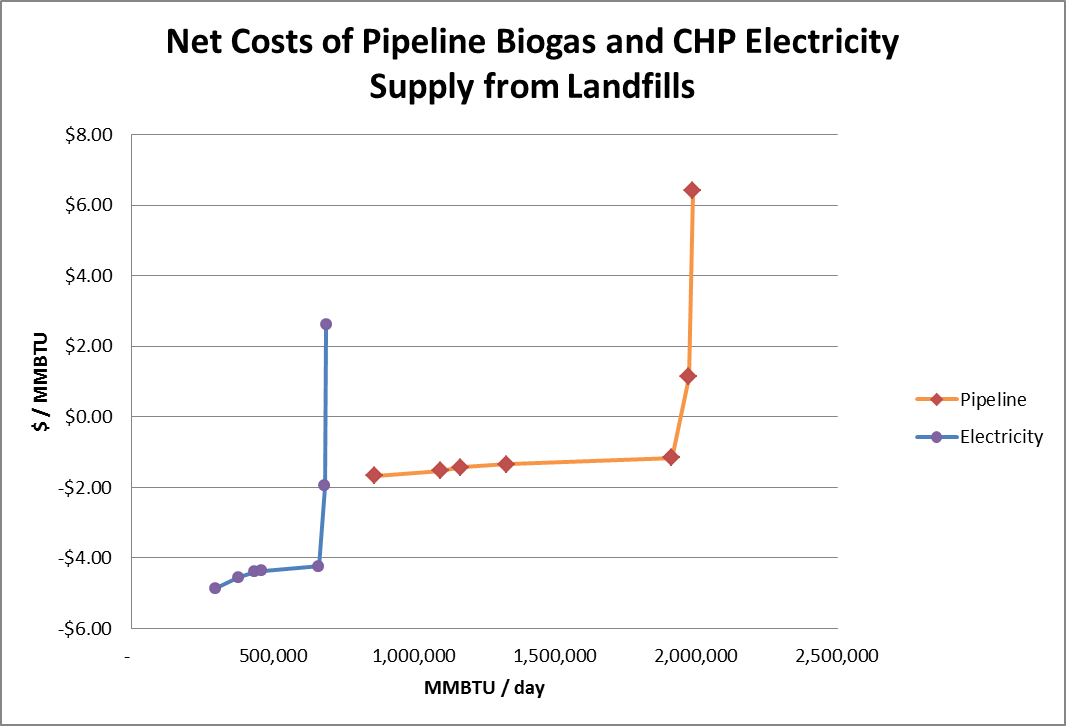 Net Costs of Pipeline Biogas and CHP Electricity
Supply from Landfills
$8.00
$6.00
$4.00
$2.00
$0.00
-$2.00
-$4.00
-$6.00
$ / MMBTU
-
500,000
1,000,000
1,500,000
2,000,000
2,500,000
MMBTU / day
Pipeline
Electricity